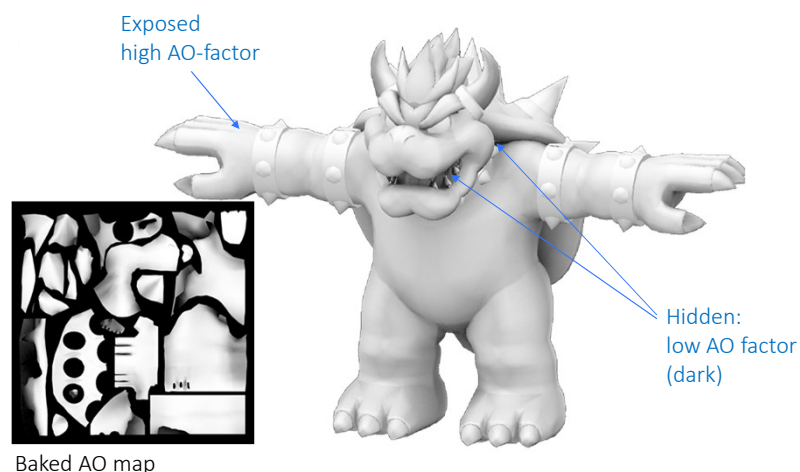 Exposed
high AO-factor
Hidden:
low AO factor
(dark)
Baked AO map